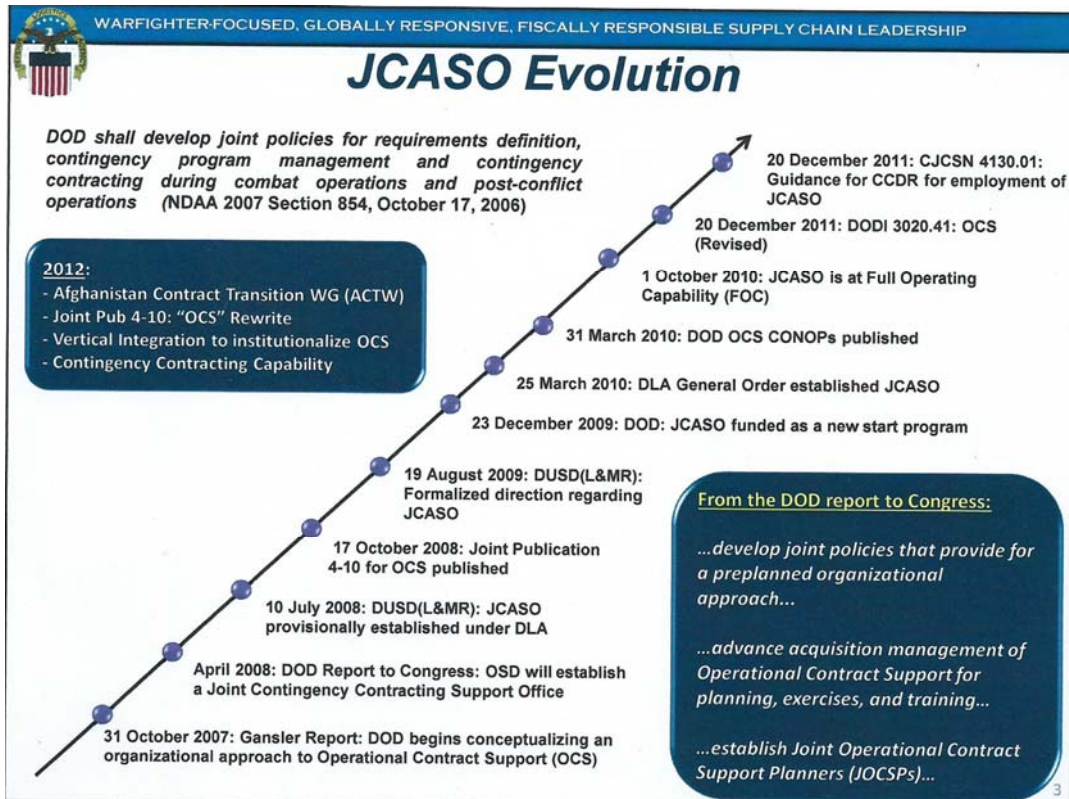 WARFIGHTER-FOCUSED, GLOBALLY RESPONSIVE, FISCALLY RESPONSIBLE SUPPLY CHAIN LEADERSHIP
JCASO Evolution
DOD shall develop joint policies for requirements definition,
contingency program management and contingency
contracting during combat operations and post-conflict
operations (NDAA 2007 Section 854, October 17, 2006)
2012:
- Afghanistan Contract Transition WG (ACTW)
- Joint Pub 4-10: “OCS” Rewrite
- Vertical Integration to institutionalize OCS
- Contingency Contracting Capability
20 December 2011: CJCSN 4130.01:
Guidance for CCDR for employment of
JCASO
20 December 2011: DODI 3020.41: OCS
(Revised)
1 October 2010: JCASO is at Full Operating
Capability (FOC)
31 March 2010: DOD OCS CONOPs published
25 March 2010: DLA General Order established JCASO
23 December 2009: DOD: JCASO funded as a new start program
19 August 2009: DUSD(L&MR):
Formalized direction regarding
JCASO
17 October 2008: Joint Publication
4-10 for OCS published
10 July 2008: DUSD(L&MR): JCASO
provisionally established under DLA
April 2008: DOD Report to Congress: OSD will establish
a Joint Contingency Contracting Support Office
31 October 2007: Gansler Report: DOD begins conceptualizing an
organizational approach to Operational Contract Support (OCS)
From the DOD report to Congress:
...develop joint policies that provide for
a preplanned organizational
approach...
...advance acquisition management of
Operational Contract Support for
planning, exercises, and training...
...establish Joint Operational Contract
Support Planners (JOCSPs)...
3